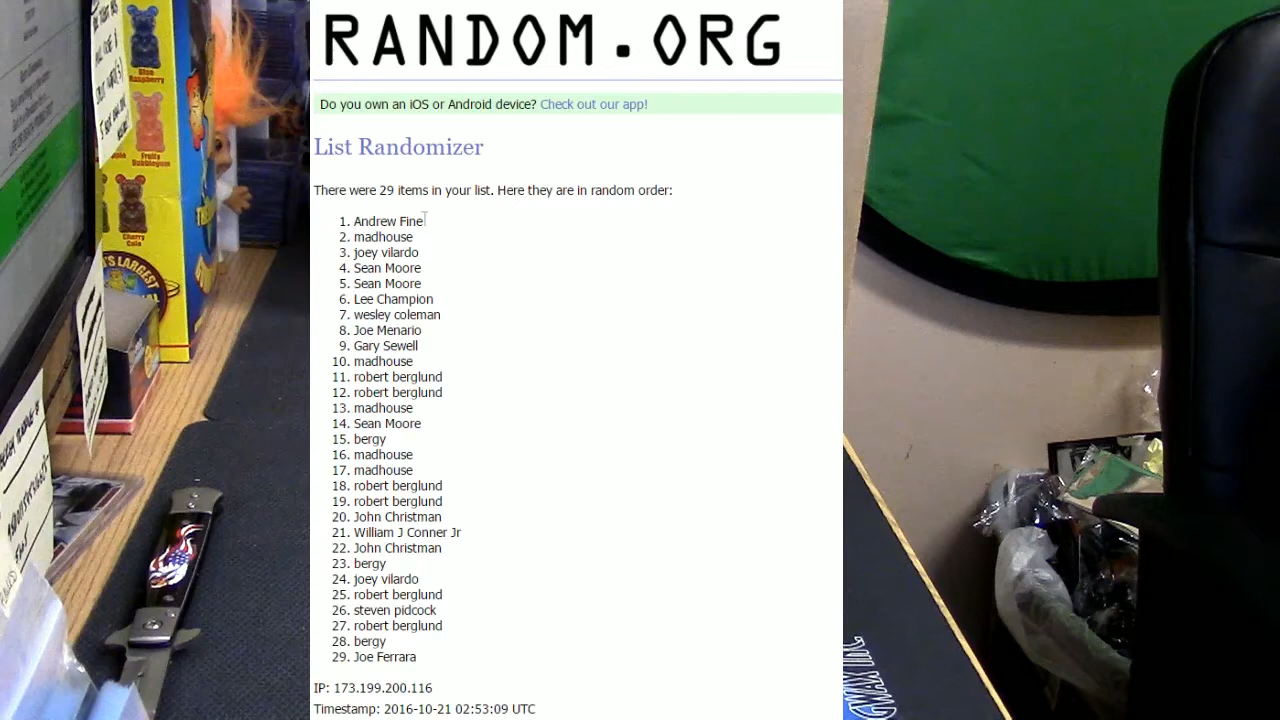 RANDOM.ORG
Do you own an iOS or Android device? Check out our app!
List Randomizer
There were 29 items in your list. Here they are in random order:
1. Andrew Fine
2. madhouse
3. joey vilardo
4. Sean Moore
5. Sean Moore
6. Lee Champion
7. wesley coleman
8. Joe Menario
9. Gary Sewell
10. madhouse
11. robert berglund
12. robert berglund
13. madhouse
14. Sean Moore
15. bergy
16. madhouse
17. madhouse
18. robert berglund
19. robert berglund
20. John Christman
21. William J Conner Jr
22. John Christman
23. bergy
24. joey vilardo
25. robert berglund
26. steven pidcock
27. robert berglund
28. bergy
29. Joe Ferrara
IP: 173.199.200.116
Timestamp: 2016-10-21 02:53:09 UTC
Blue
Raspberry
Fruity
Bubblegum
Cherry
Cola